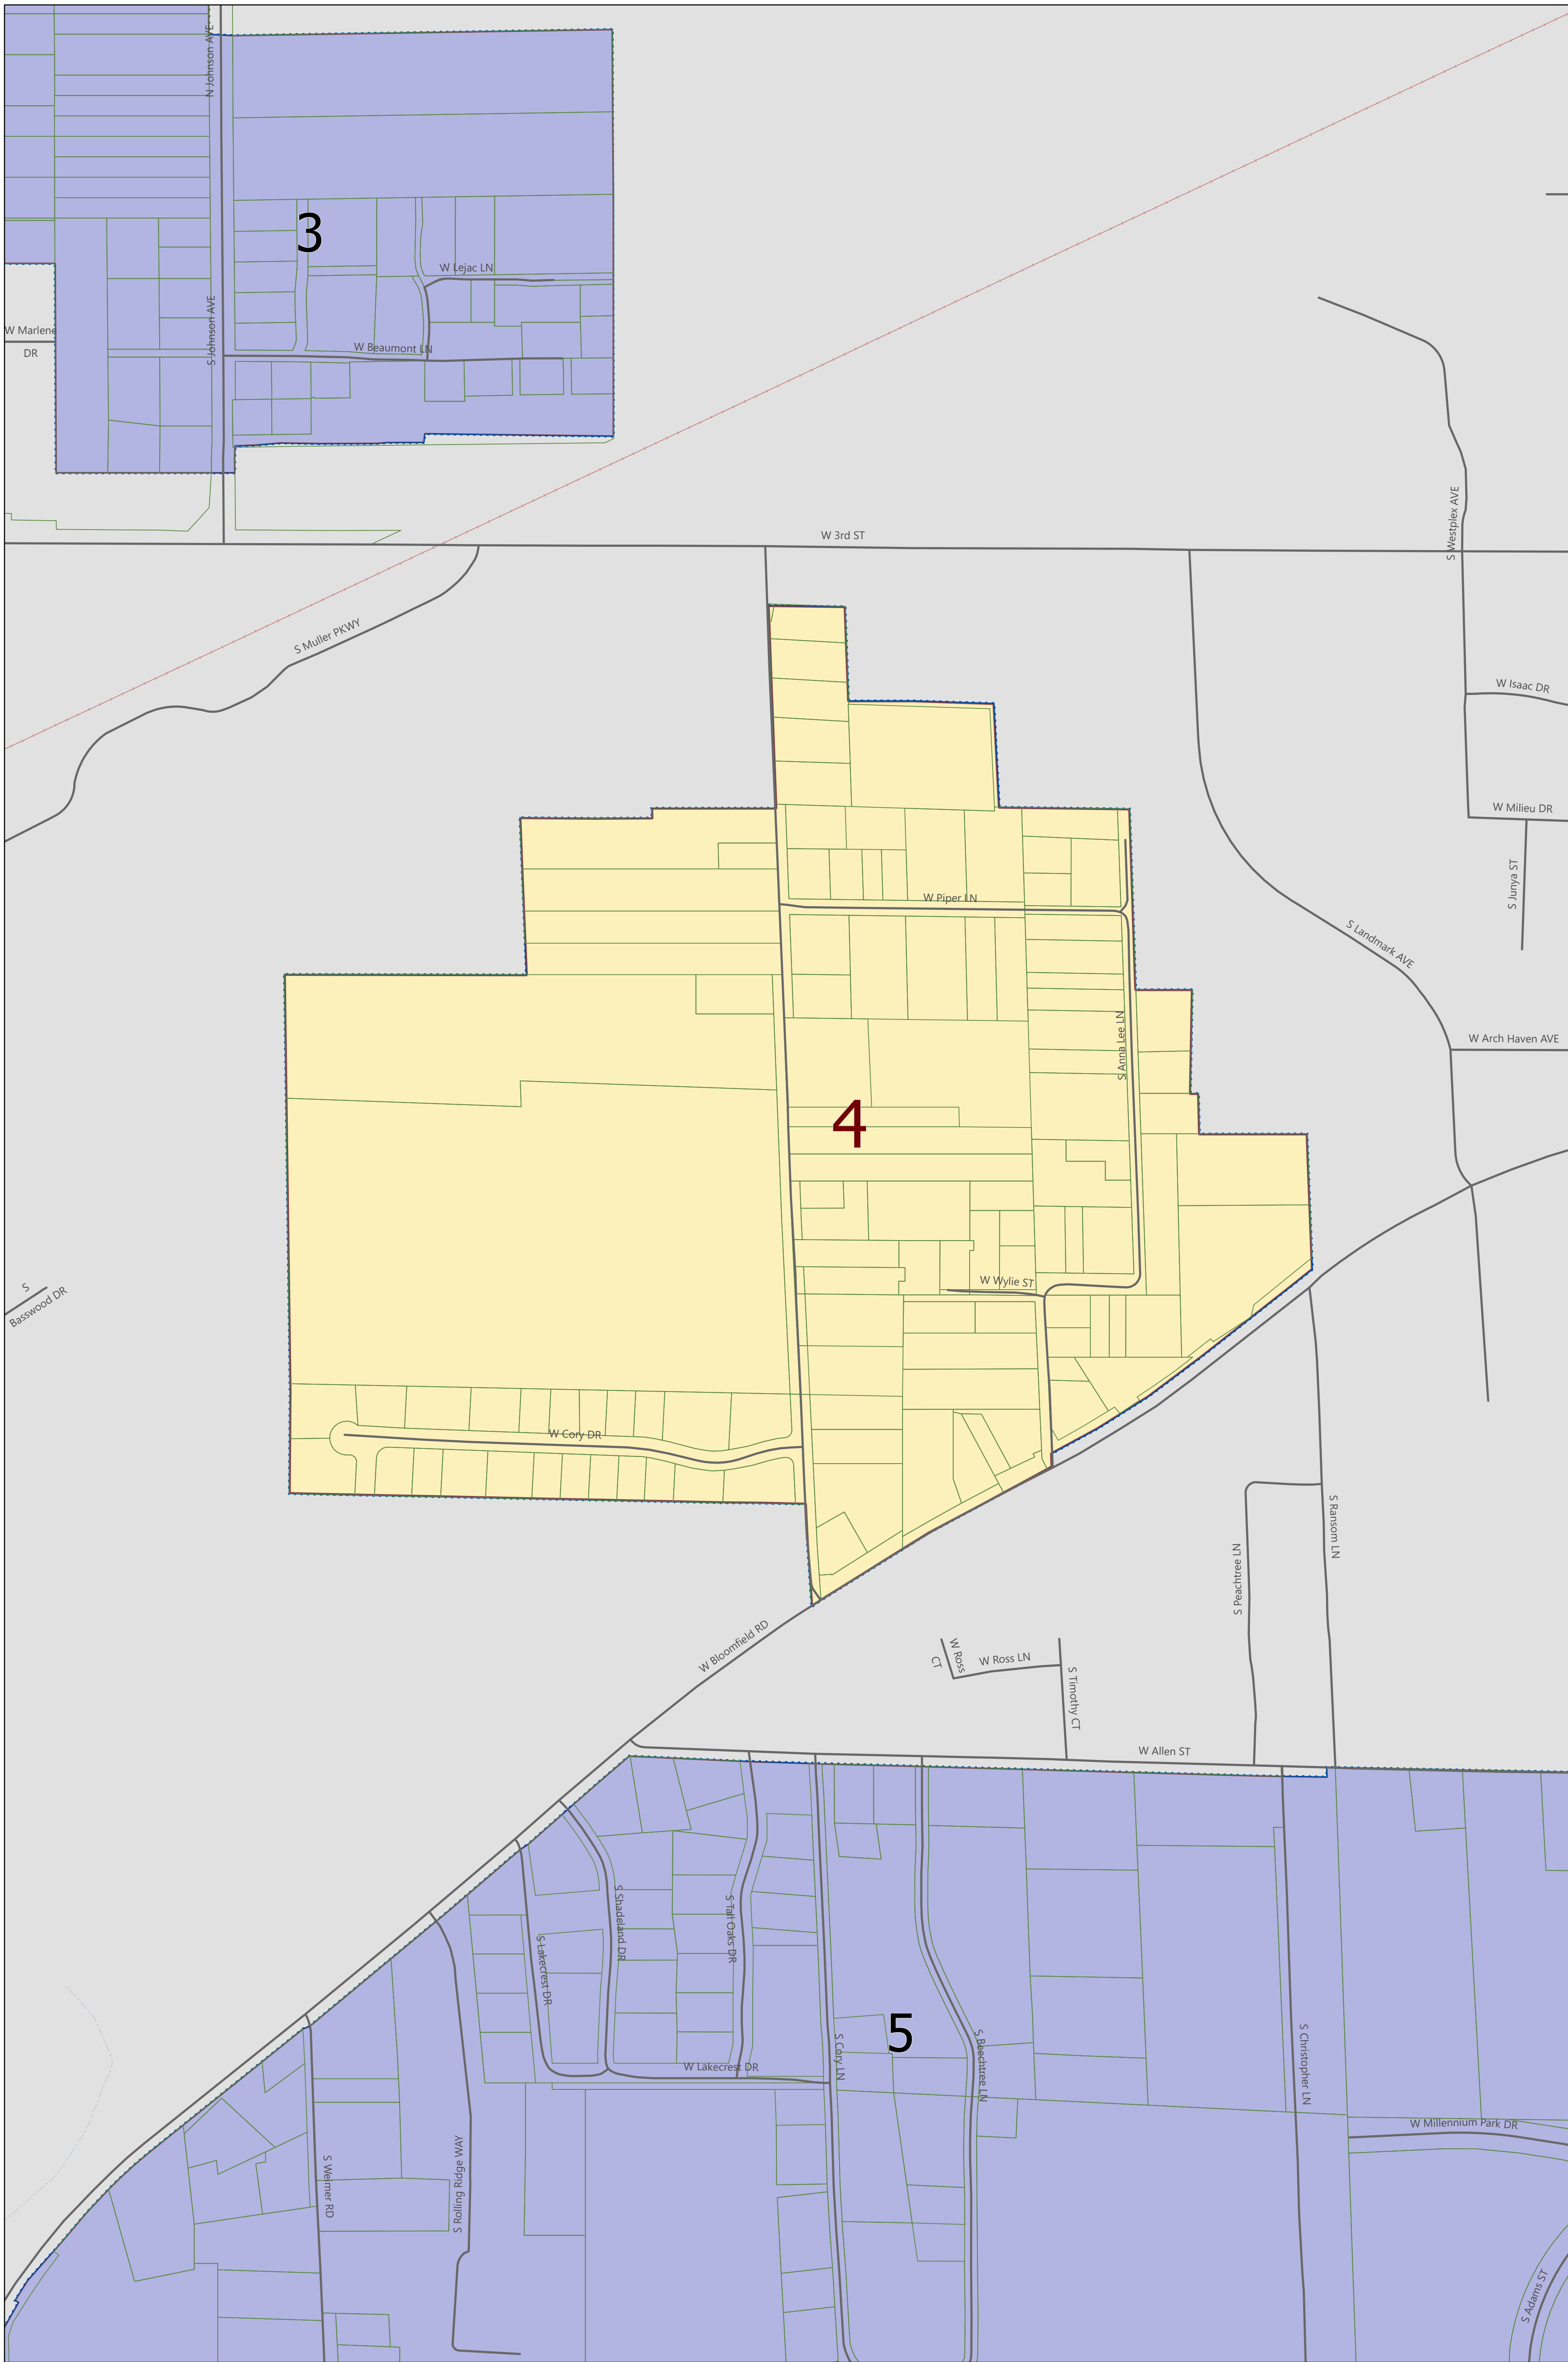 N Johnson AVE
3
W Lejac LN
S Johnson AVE
W Marlene
DR
W Beaumont LN
W 3rd ST
S Westplex AVE
S Muller PKWY
W Isaac DR
W Milieu DR
S Junya ST
W Piper LN
S Landmark AVE
S Anna Lee LN
W Arch Haven AVE
4
S
Basswood DR
W Wylie ST
W Cory DR
S Ransom LN
S Peachtree LN
W Bloomfield RD
W Ross
CT
W Ross LN
S Timothy CT
W Allen ST
S Shadeland DR
S Tall Oaks DR
S Lakecrest DR
5
S Cory LN
S Beechtree LN
S Christopher LN
W Lakecrest DR
W Millennium Park DR
S Weimer RD
S Rolling Ridge WAY
S Adams ST